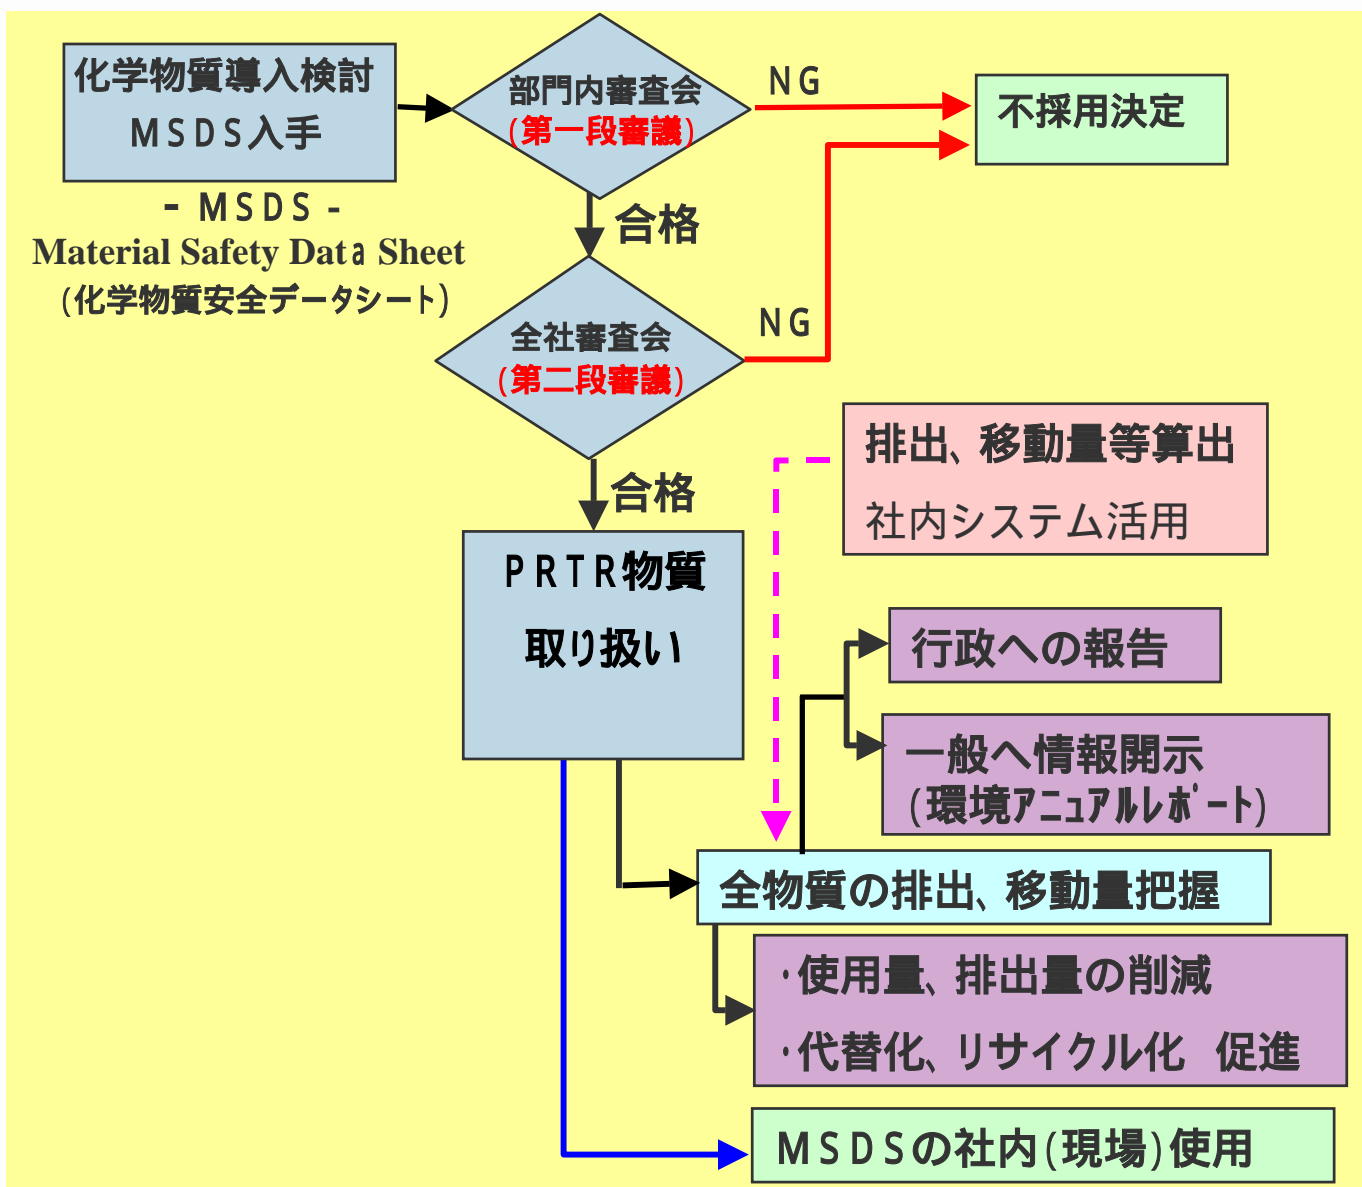 化学物質導入検討
MSDS入手
- MSDS -
Material Safety Data Sheet
(化学物質安全データシート)
部門内審査会
(第一段審議)
NG
不採用決定
合格
全社審査会
(第二段審議)
NG
合格
排出、移動量等算出
社内システム活用
PRTR物質
取り扱い
行政への報告
一般へ情報開示
(環境ｱﾆｭｱﾙﾚﾎﾟｰﾄ)
全物質の排出、移動量把握
・使用量、排出量の削減
・代替化、リサイクル化 促進
MSDSの社内(現場)使用